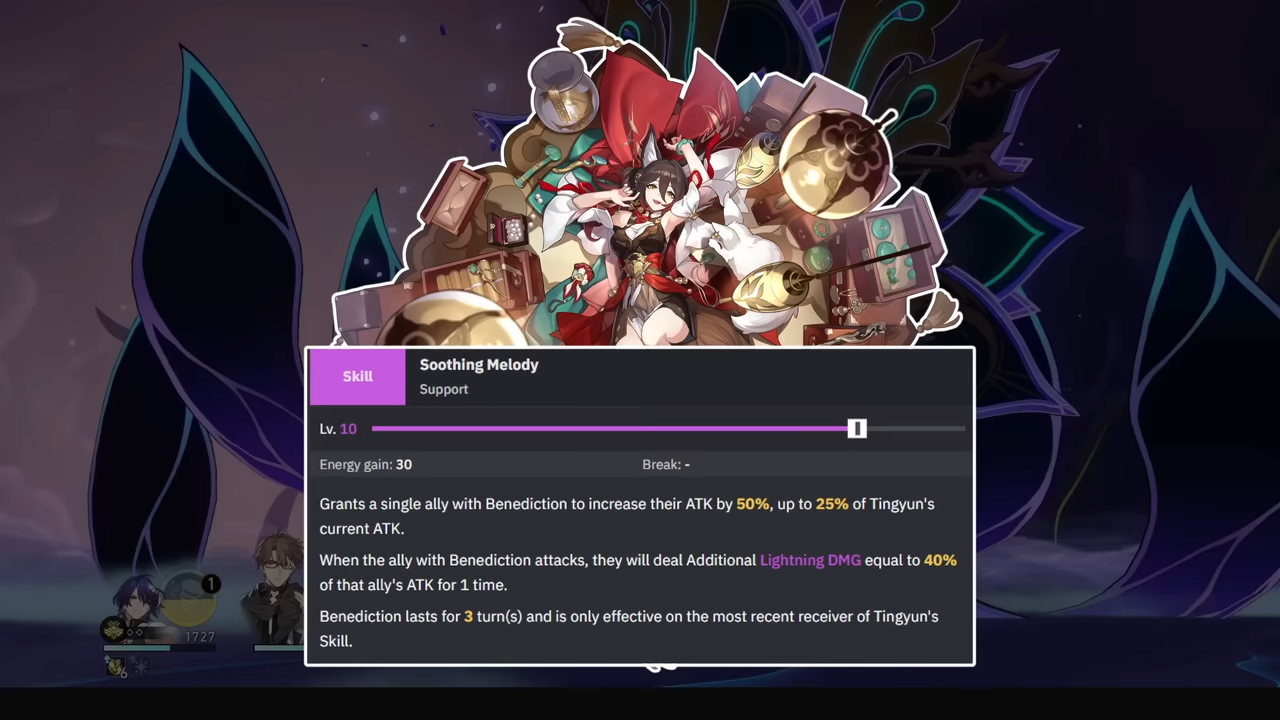 Skill
Soothing Melody
Support
Lv. 10
Energy gain: 30
Break: -
Grants a single ally with Benediction to increase their ATK by 50%, up to 25% of Tingyun's
current ATK.
When the ally with Benediction attacks, they will deal Additional Lightning DMG equal to 40%
of that ally's ATK for 1 time.
Benediction lasts for 3 turn(s) and is only effective on the most recent receiver of Tingyun's
Skill.
1
1727
6